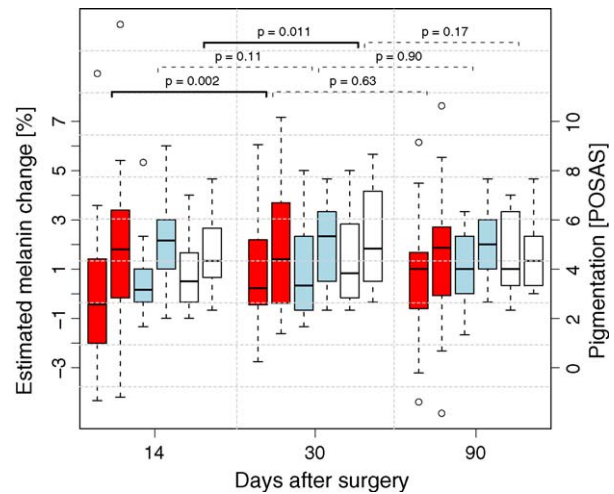 p = 0.011
p = 0.17
p = 0.11
p = 0.90
p = 0.002
p = 0.63
Estimated melanin change [%]
7
5
3
1
−1
−3
10
8
6
4
2
0
Pigmentation [POSAS]
14
30
90
Days after surgery